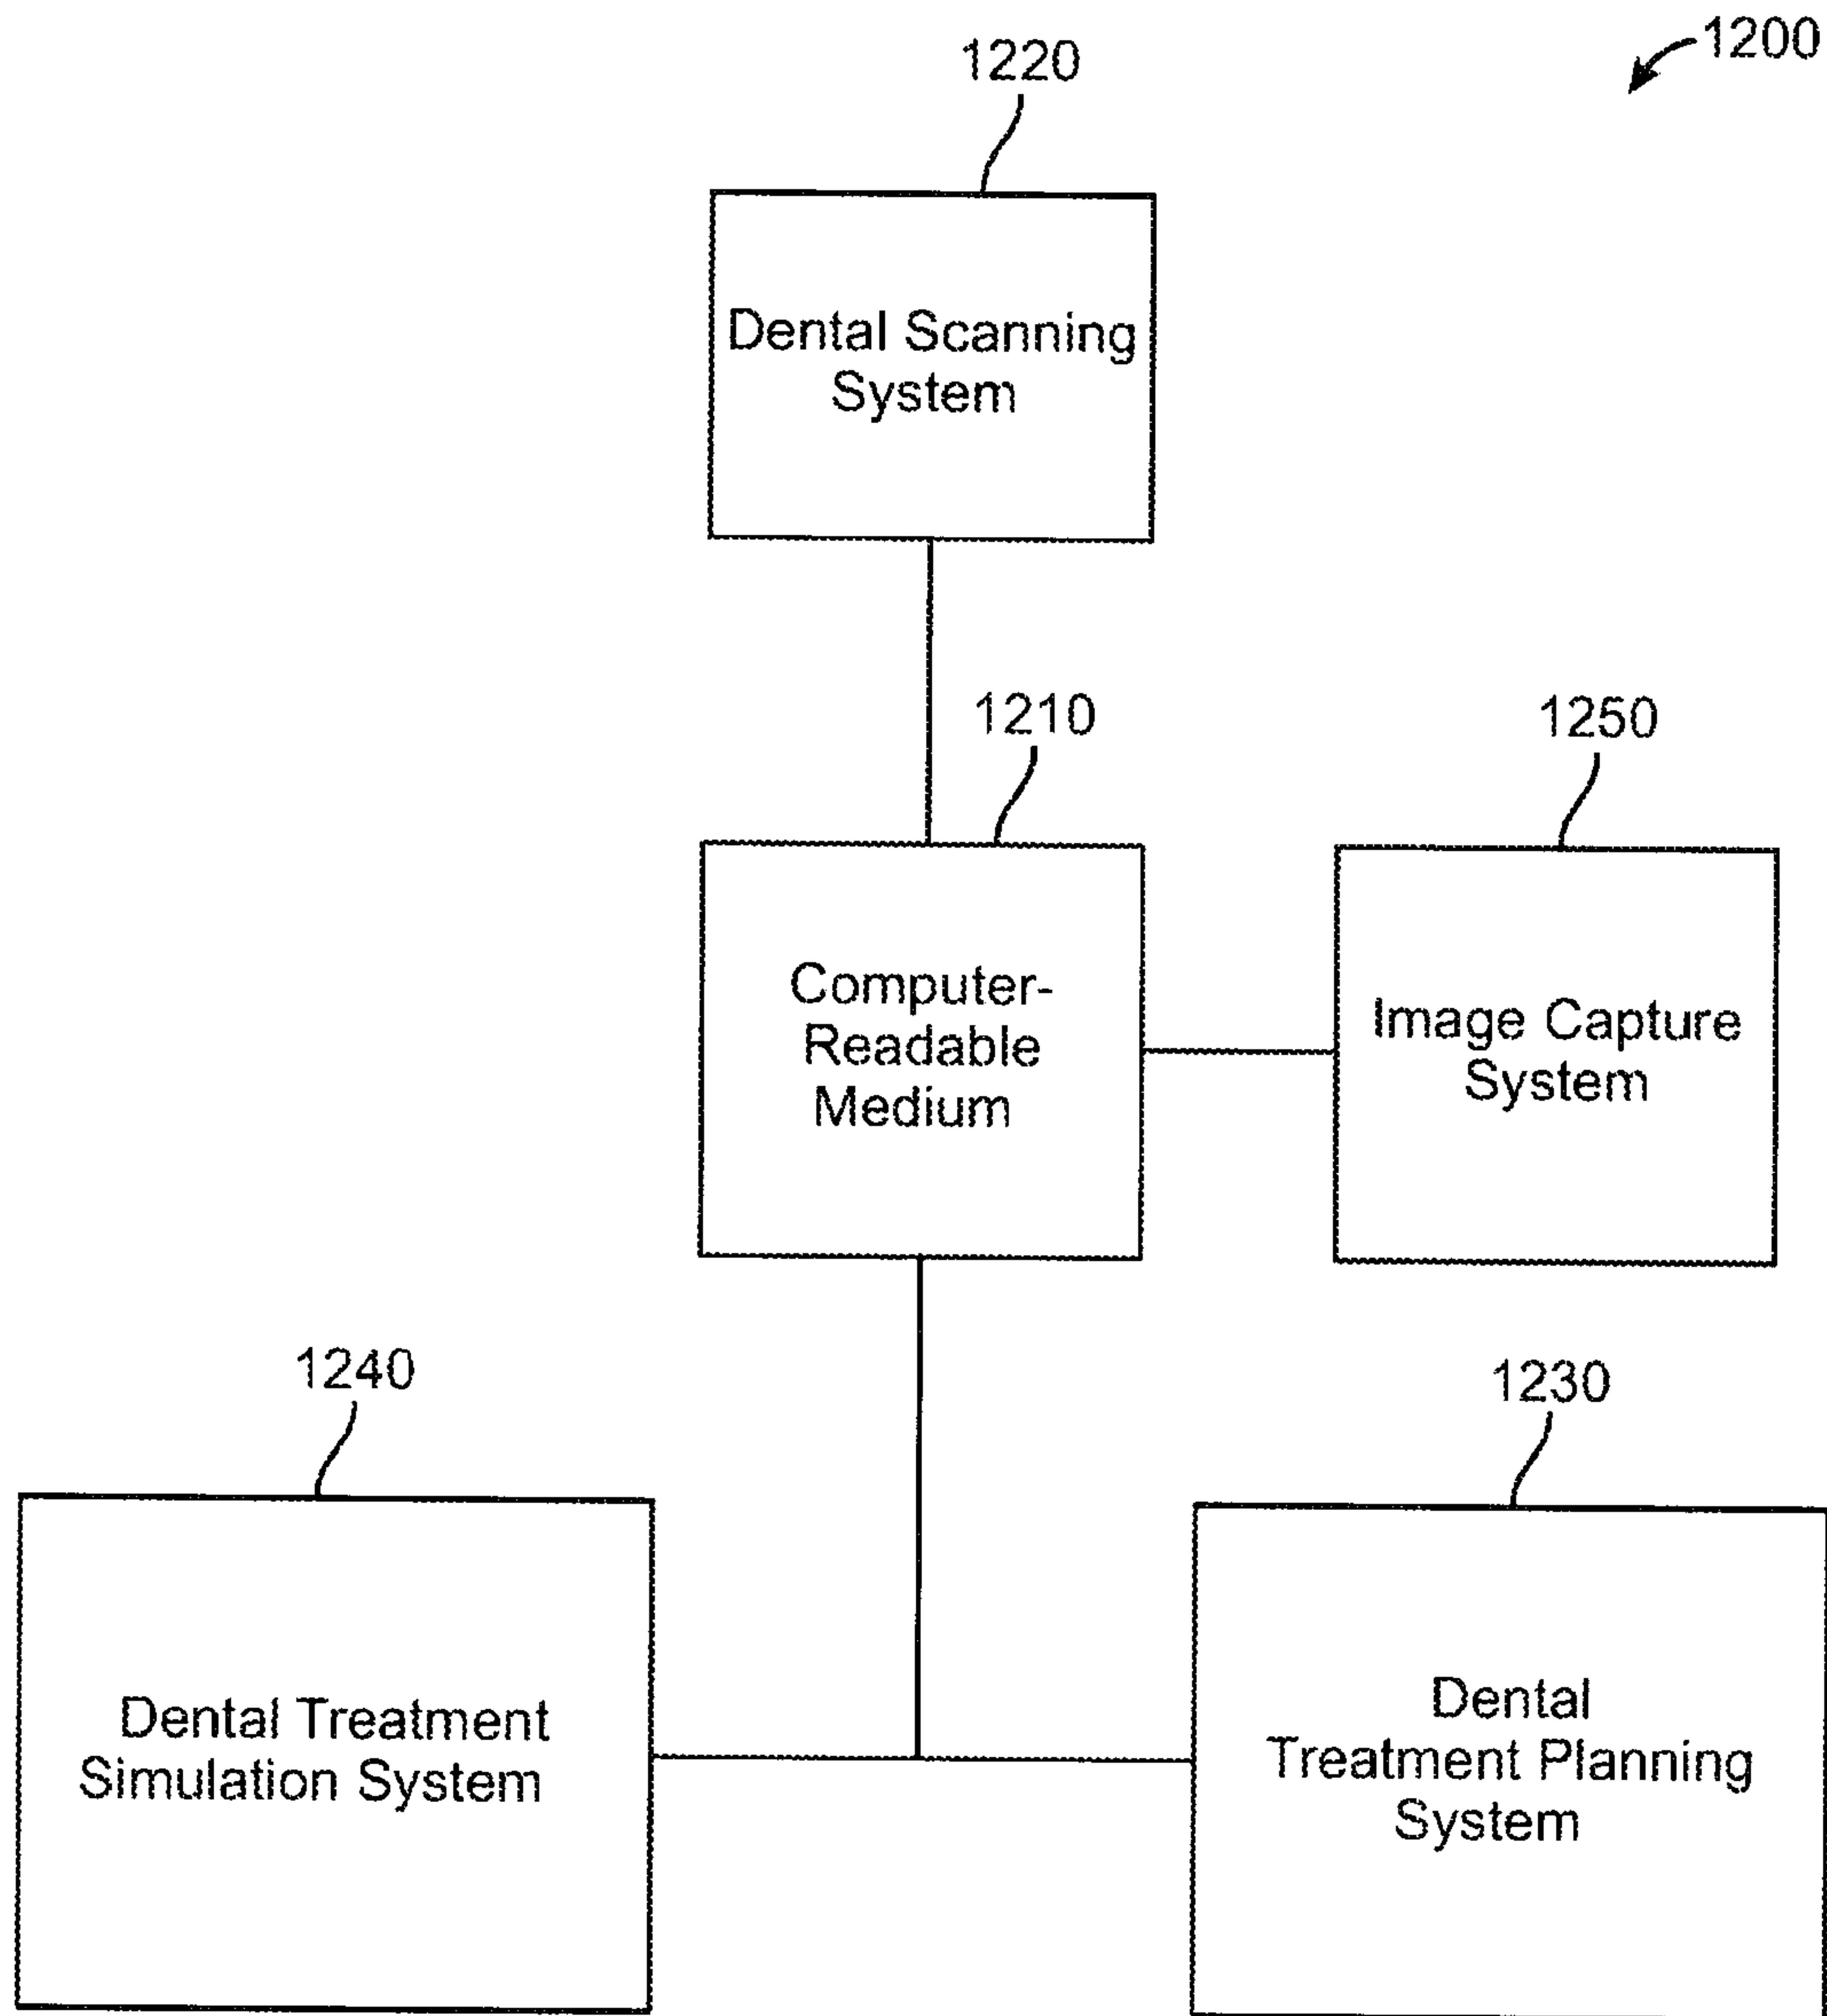 1200
1220
Dental Scanning
System
1210
1250
Computer-
Readable
Medium
Image Capture
System
1240
1230
Dental Treatment
Simulation System
Dental
Treatment Planning
System